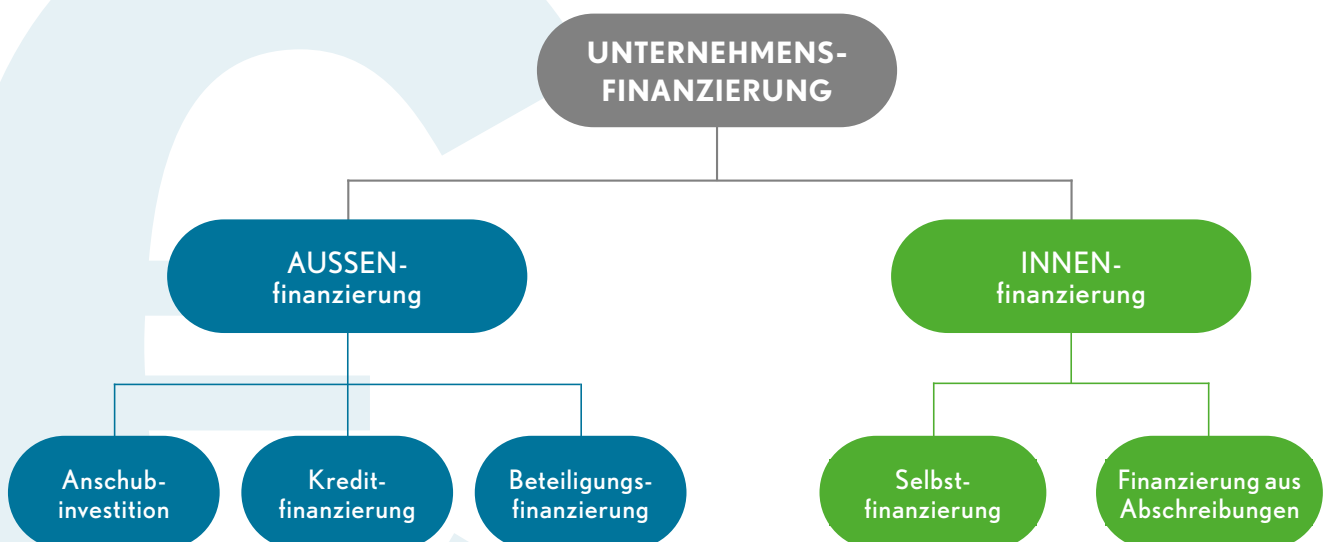 UNTERNEHMENS-
FINANZIERUNG
AUSSEN-
finanzierung
INNEN-
finanzierung
Anschub-
investition
Kredit-
finanzierung
Beteiligungs-
finanzierung
Selbst-
finanzierung
Finanzierung aus
Abschreibungen